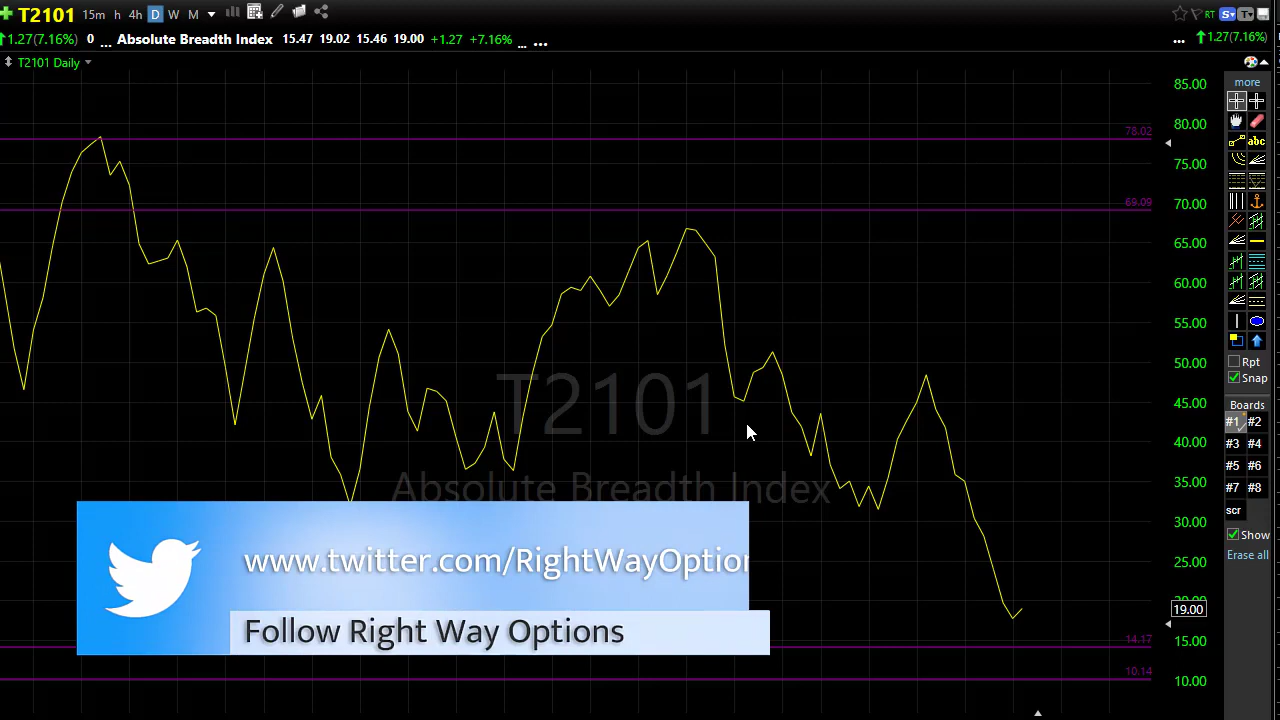 T2101 15m h 4h D W M RT S T
1.27(7.16%) 0 ... Absolute Breadth Index 15.47 19.02 15.46 19.00 +1.27 +7.16% ... ... ... 1.27(7.16%)
T2101 Daily
more
85.00
80.00
78.02
75.00
abc
70.00
69.09
65.00
60.00
55.00
50.00
Rpt
Snap
45.00
T2101
Boards
#1 #2
40.00
#3 #4
#5 #6
35.00
Absolute Breadth Index
#7 #8
scr
30.00
Show
25.00
Erase all
www.twitter.com/RightWayOption
20.00
19.00
Follow Right Way Options
15.00
14.17
10.14
10.00